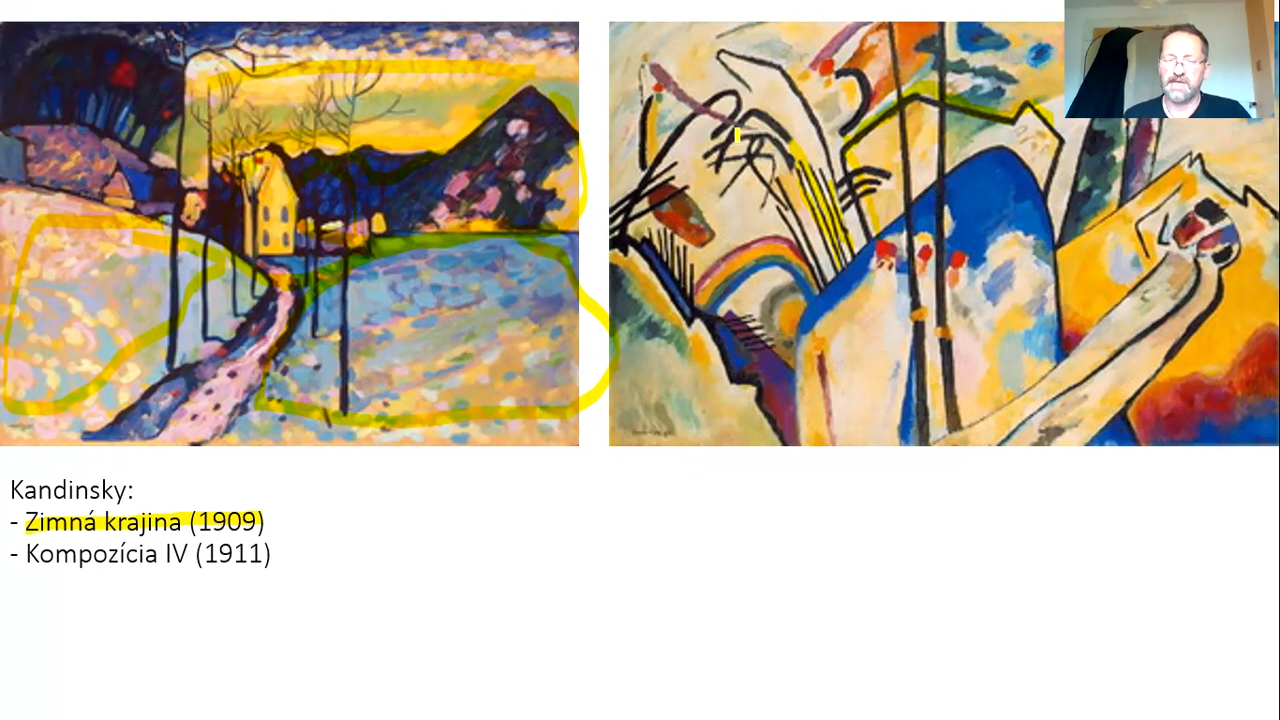 Kandinsky:
- Zimná krajina (1909)
- Kompozícia IV (1911)